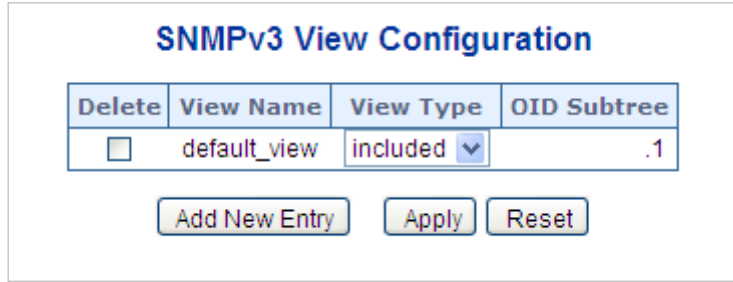 SNMPv3 View Configuration
Delete View Name View Type OID Subtree
default_view included .1
Add New Entry Apply Reset